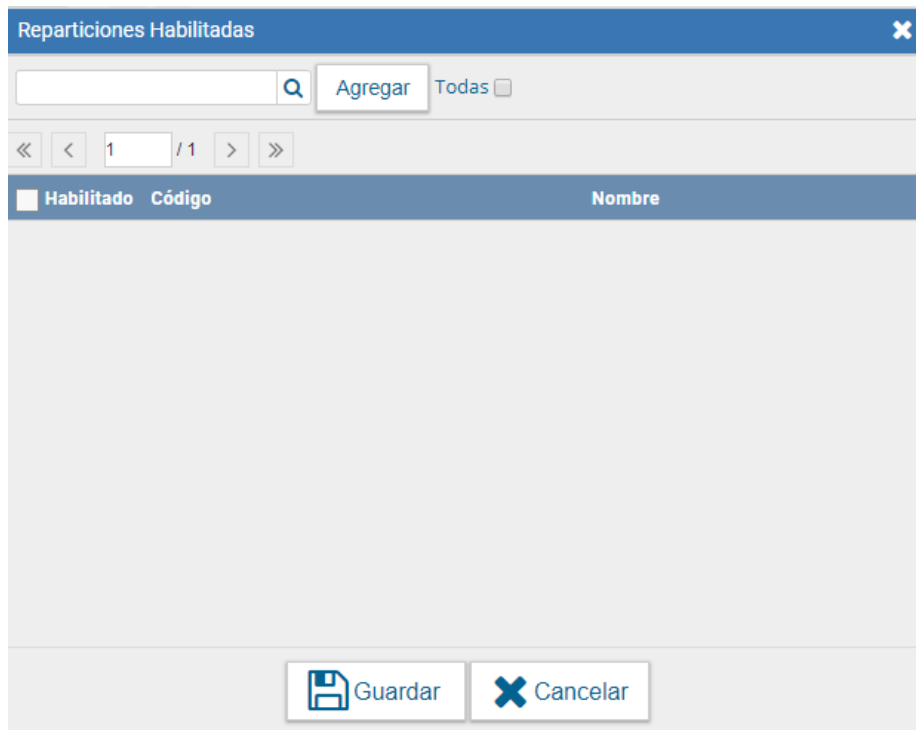 Reparticiones Habilitadas
Agregar Todas
1 / 1
Habilitado Código Nombre
Guardar Cancelar